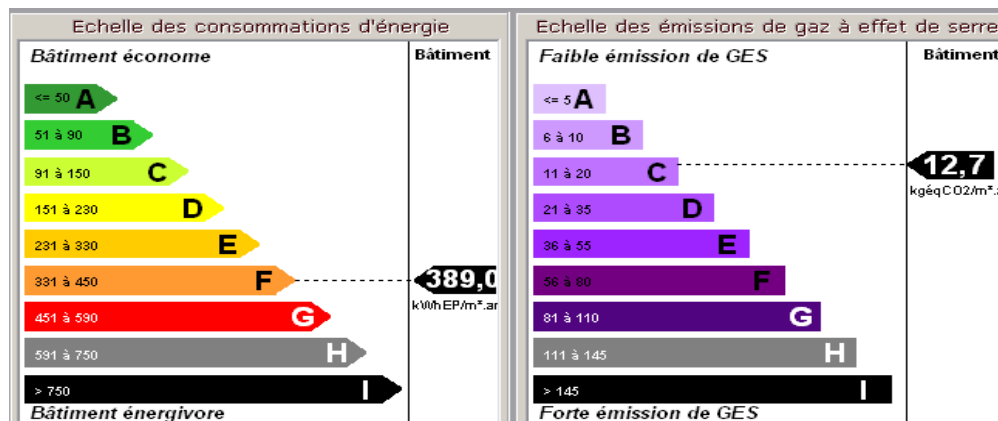 Echelle des consommations d'énergie
Bâtiment économe
Bâtiment
<= 50 A
51 à 90 B
91 à 150 C
151 à 230 D
231 à 330 E
331 à 450 F
389,0
kWhEP/m².an
451 à 590 G
591 à 750 H
> 750 I
Bâtiment énergivore
Echelle des émissions de gaz à effet de serre
Faible émission de GES
Bâtiment
<= 5 A
6 à 10 B
11 à 20 C
12,7
kgéqCO2/m².a
21 à 35 D
36 à 55 E
56 à 80 F
81 à 110 G
111 à 145 H
> 145 I
Forte émission de GES